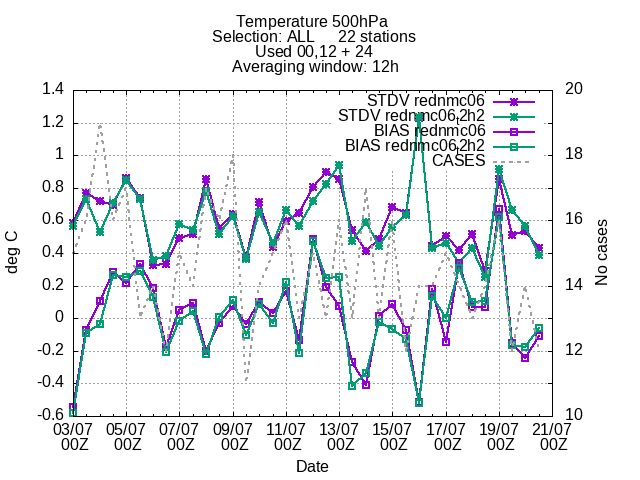 Temperature 500hPa
Selection: ALL 22 stations
Used 00,12 + 24
Averaging window: 12h
1.4
1.2
1
0.8
0.6
0.4
0.2
0
-0.2
-0.4
-0.6
deg C
STDV rednmc06
STDV rednmc06t2h2
BIAS rednmc06
BIAS rednmc06t2h2
CASES
20
18
16
14
12
10
No cases
03/07 05/07 07/07 09/07 11/07 13/07 15/07 17/07 19/07 21/07
00Z 00Z 00Z 00Z 00Z 00Z 00Z 00Z 00Z 00Z
Date